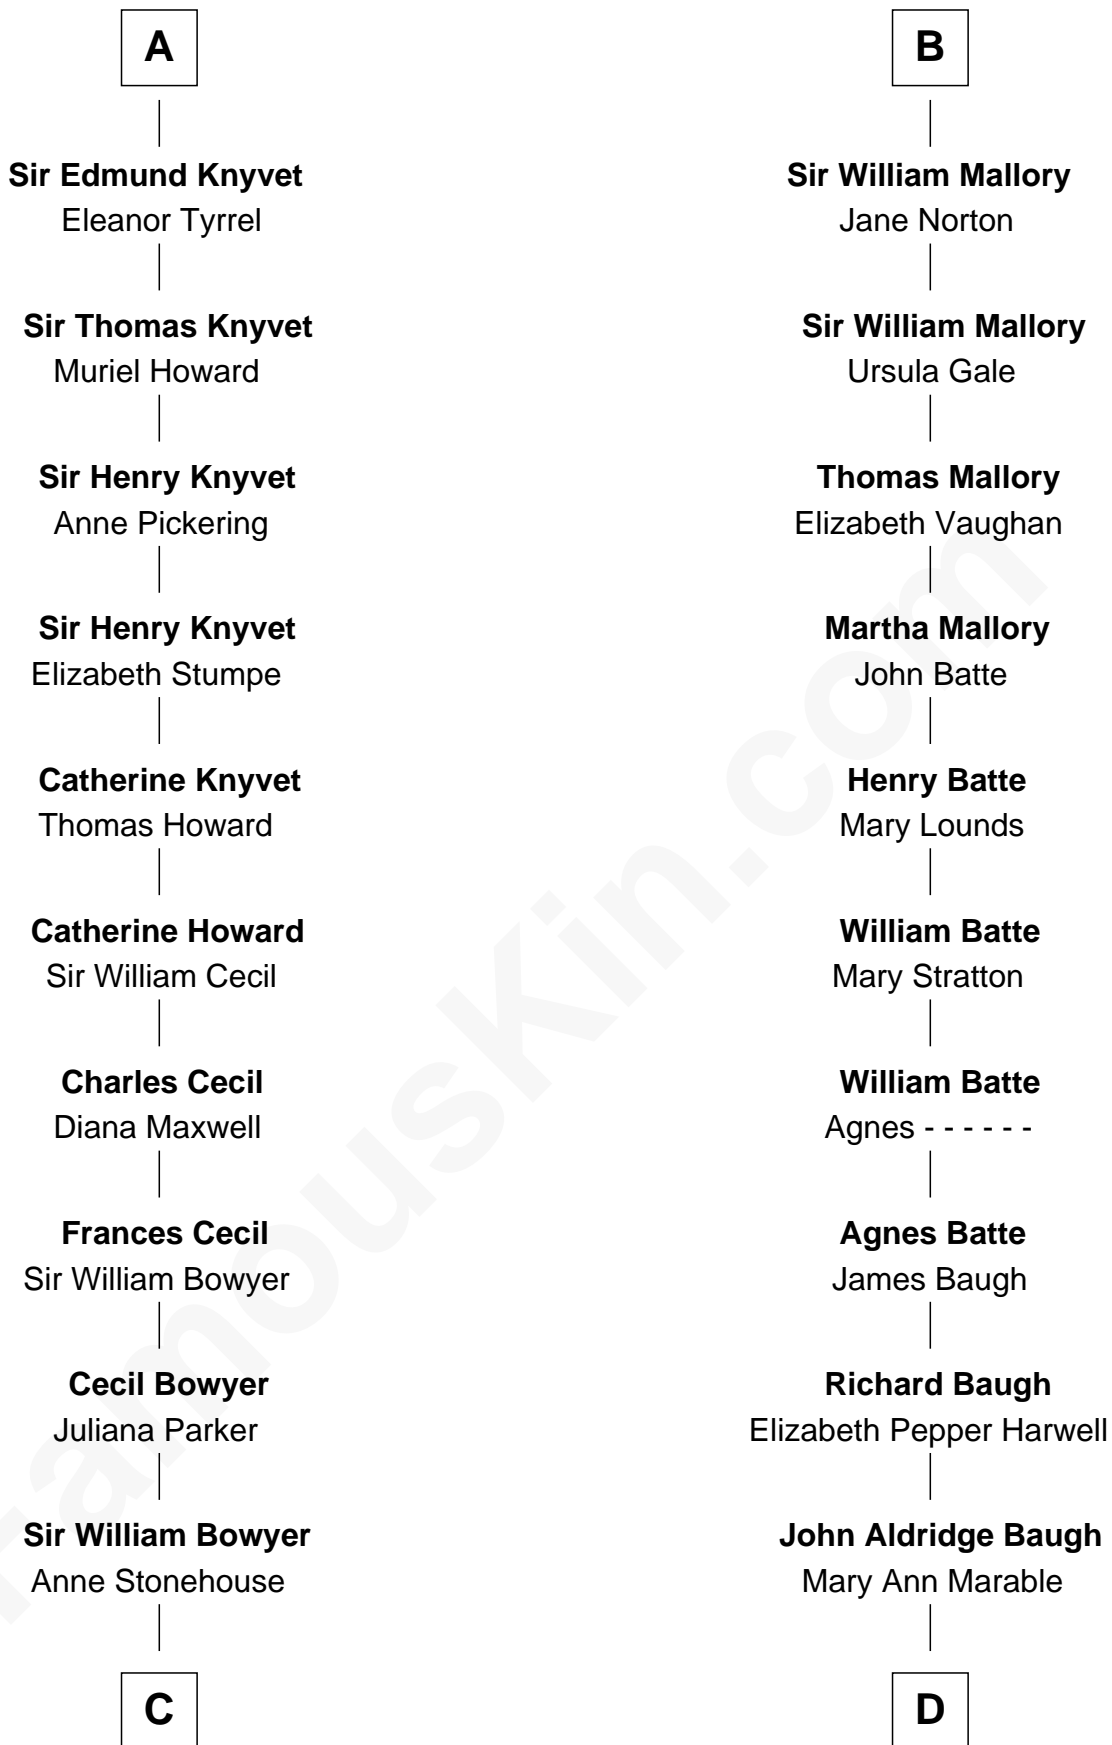 A
Sir Edmund Knyvet
Eleanor Tyrrel
Sir Thomas Knyvet
Muriel Howard
Sir Henry Knyvet
Anne Pickering
Sir Henry Knyvet
Elizabeth Stumpe
Catherine Knyvet
Thomas Howard
Catherine Howard
Sir William Cecil
Charles Cecil
Diana Maxwell
Frances Cecil
Sir William Bowyer
Cecil Bowyer
Juliana Parker
Sir William Bowyer
Anne Stonehouse
C
B
Sir William Mallory
Jane Norton
Sir William Mallory
Ursula Gale
Thomas Mallory
Elizabeth Vaughan
Martha Mallory
John Batte
Henry Batte
Mary Lounds
William Batte
Mary Stratton
William Batte
Agnes - - - - - -
Agnes Batte
James Baugh
Richard Baugh
Elizabeth Pepper Harwell
John Aldridge Baugh
Mary Ann Marable
D
FamousKin.com